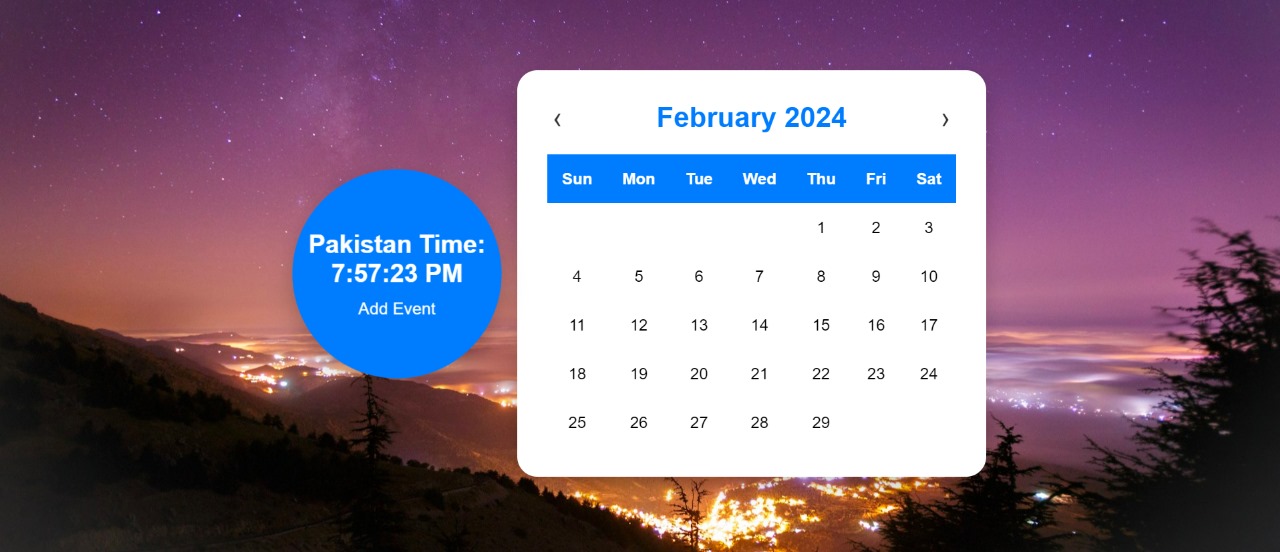 Pakistan Time:
7:57:23 PM
Add Event
‹ February 2024 ›
Sun Mon Tue Wed Thu Fri Sat
1 2 3
4 5 6 7 8 9 10
11 12 13 14 15 16 17
18 19 20 21 22 23 24
25 26 27 28 29